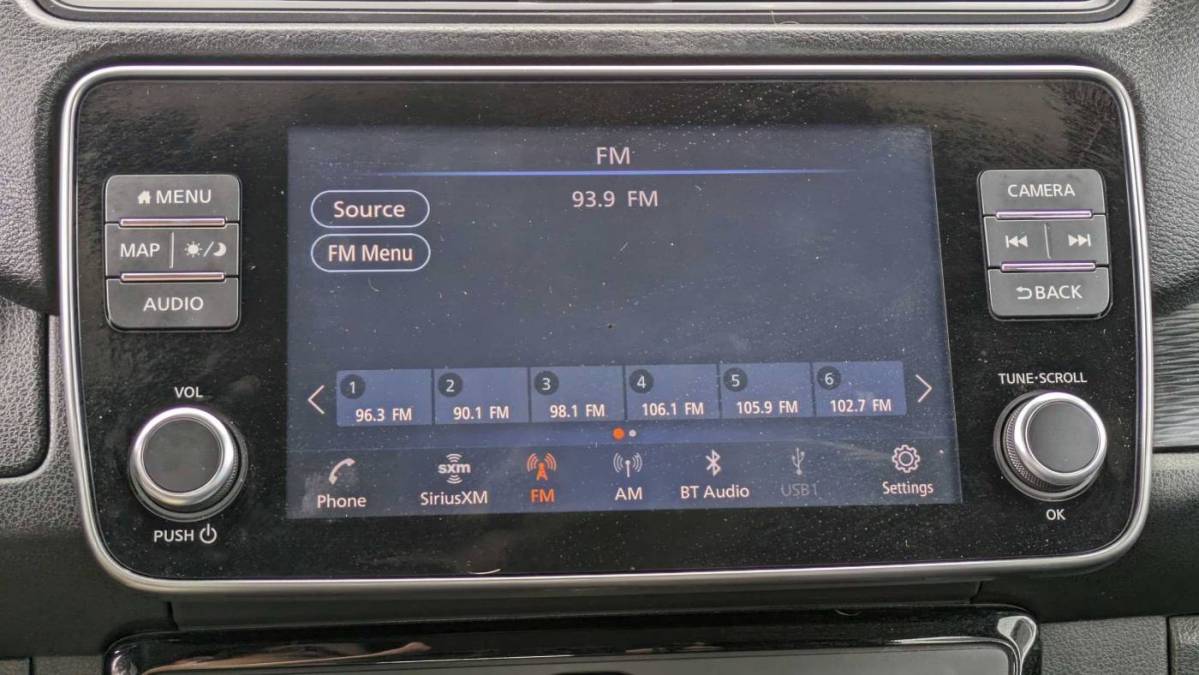 FM
93.9 FM
Source
FM Menu
1 96.3 FM
2 90.1 FM
3 98.1 FM
4 106.1 FM
5 105.9 FM
6 102.7 FM
Phone
sxm
SiriusXM
FM
AM
BT Audio
USB1
Settings
MENU
MAP
AUDIO
VOL
PUSH
CAMERA
BACK
TUNE·SCROLL
OK